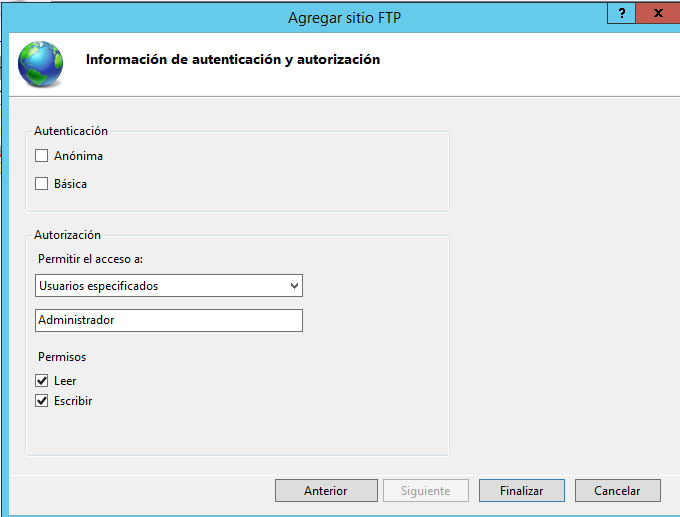 Agregar sitio FTP
?
x
Información de autenticación y autorización
Autenticación
Anónima
Básica
Autorización
Permitir el acceso a:
Usuarios especificados
Administrador
Permisos
Leer
Escribir
Anterior Siguiente Finalizar Cancelar